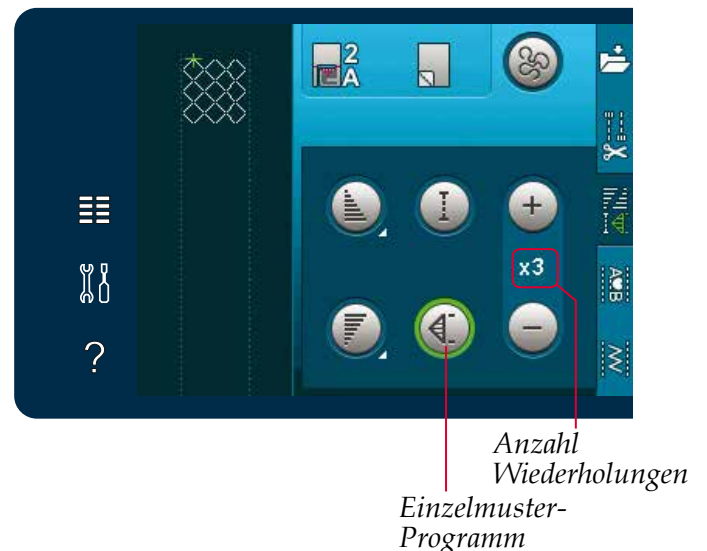 2
A
x3
A♥B
?
Anzahl
Wiederholungen
Einzelmuster-
Programm